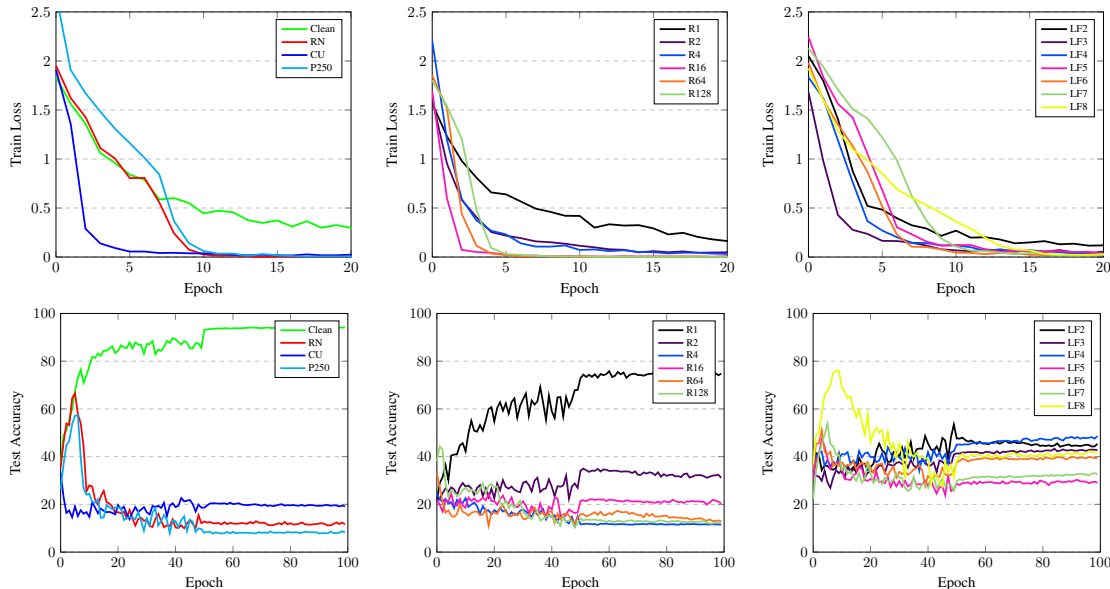 2.5
2
1.5
1
0.5
0
0 5 10 15 20
Train Loss
Epoch
Clean
RN
CU
P250
2.5
2
1.5
1
0.5
0
0 5 10 15 20
Train Loss
Epoch
R1
R2
R4
R16
R64
R128
2.5
2
1.5
1
0.5
0
0 5 10 15 20
Train Loss
Epoch
LF2
LF3
LF4
LF5
LF6
LF7
LF8
100
80
60
40
20
0
0 20 40 60 80 100
Test Accuracy
Epoch
Clean
RN
CU
P250
100
80
60
40
20
0
0 20 40 60 80 100
Test Accuracy
Epoch
R1
R2
R4
R16
R64
R128
100
80
60
40
20
0
0 20 40 60 80 100
Test Accuracy
Epoch
LF2
LF3
LF4
LF5
LF6
LF7
LF8